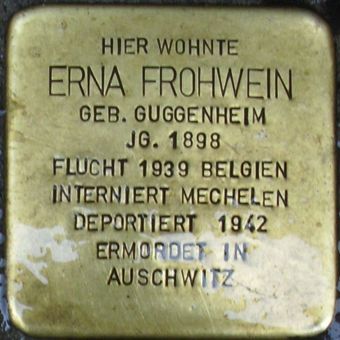 HIER WOHNTE
ERNA FROHWEIN
GEB. GUGGENHEIM
JG. 1898
FLUCHT 1939 BELGIEN
INTERNIERT MECHELEN
DEPORTIERT 1942
ERMORDET IN
AUSCHWITZ